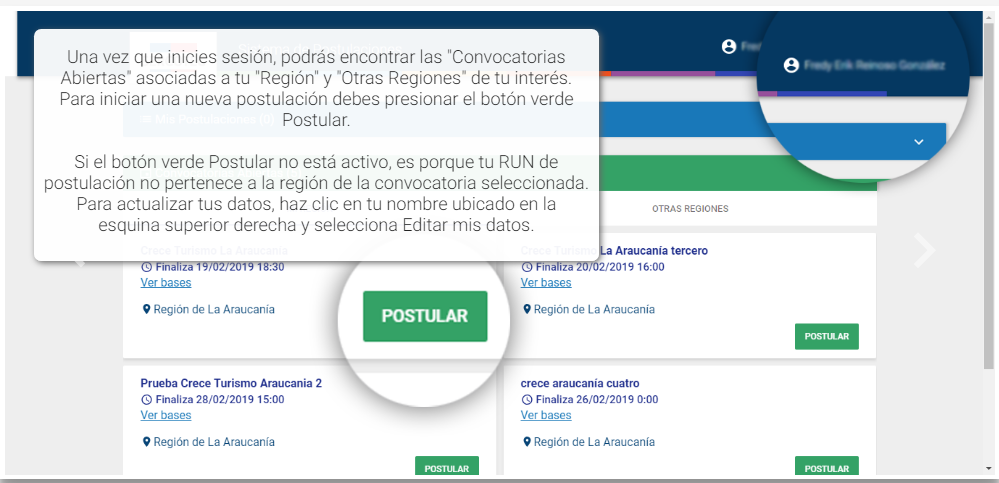 Una vez que inicies sesión, podrás encontrar las "Convocatorias
Abiertas" asociadas a tu "Región" y "Otras Regiones" de tu interés.
Para iniciar una nueva postulación debes presionar el botón verde
Postular.
Si el botón verde Postular no está activo, es porque tu RUN de
postulación no pertenece a la región de la convocatoria seleccionada.
Para actualizar tus datos, haz clic en tu nombre ubicado en la
esquina superior derecha y selecciona Editar mis datos.
OTRAS REGIONES
Crece Turismo La Araucanía
Finaliza 19/02/2019 18:30
Ver bases
Región de La Araucanía
POSTULAR
Crece Turismo La Araucanía tercero
Finaliza 20/02/2019 16:00
Ver bases
Región de La Araucanía
POSTULAR
Prueba Crece Turismo Araucania 2
Finaliza 28/02/2019 15:00
Ver bases
Región de La Araucanía
POSTULAR
crece araucanía cuatro
Finaliza 26/02/2019 0:00
Ver bases
Región de La Araucanía
POSTULAR